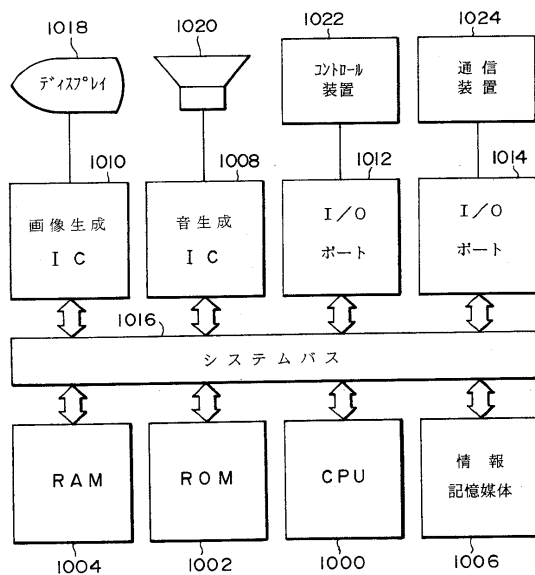 1018
1020
1022
1024
ディスプレイ
コントロール
装置
通信
装置
1010
1008
1012
1014
画像生成
IC
音生成
IC
I/O
ポート
I/O
ポート
1016
システムバス
RAM
ROM
CPU
情報
記憶媒体
1004
1002
1000
1006